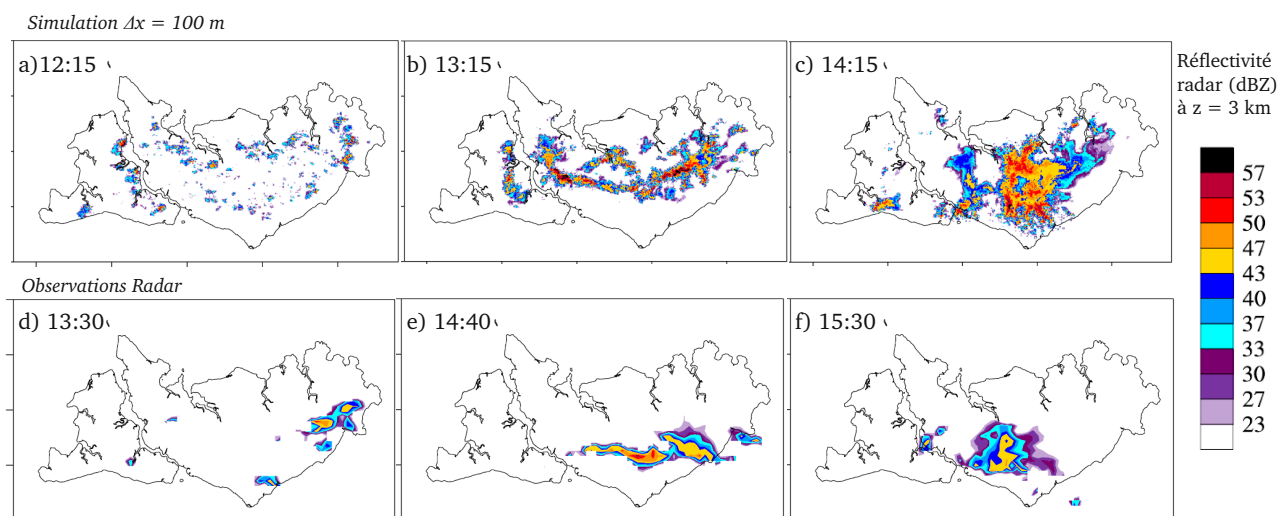 Simulation Δx = 100 m
a)12:15
b) 13:15
c) 14:15
Réflectivité
radar (dBZ)
à z = 3 km
57
53
50
47
43
40
37
33
30
27
23
Observations Radar
d) 13:30
e) 14:40
f) 15:30